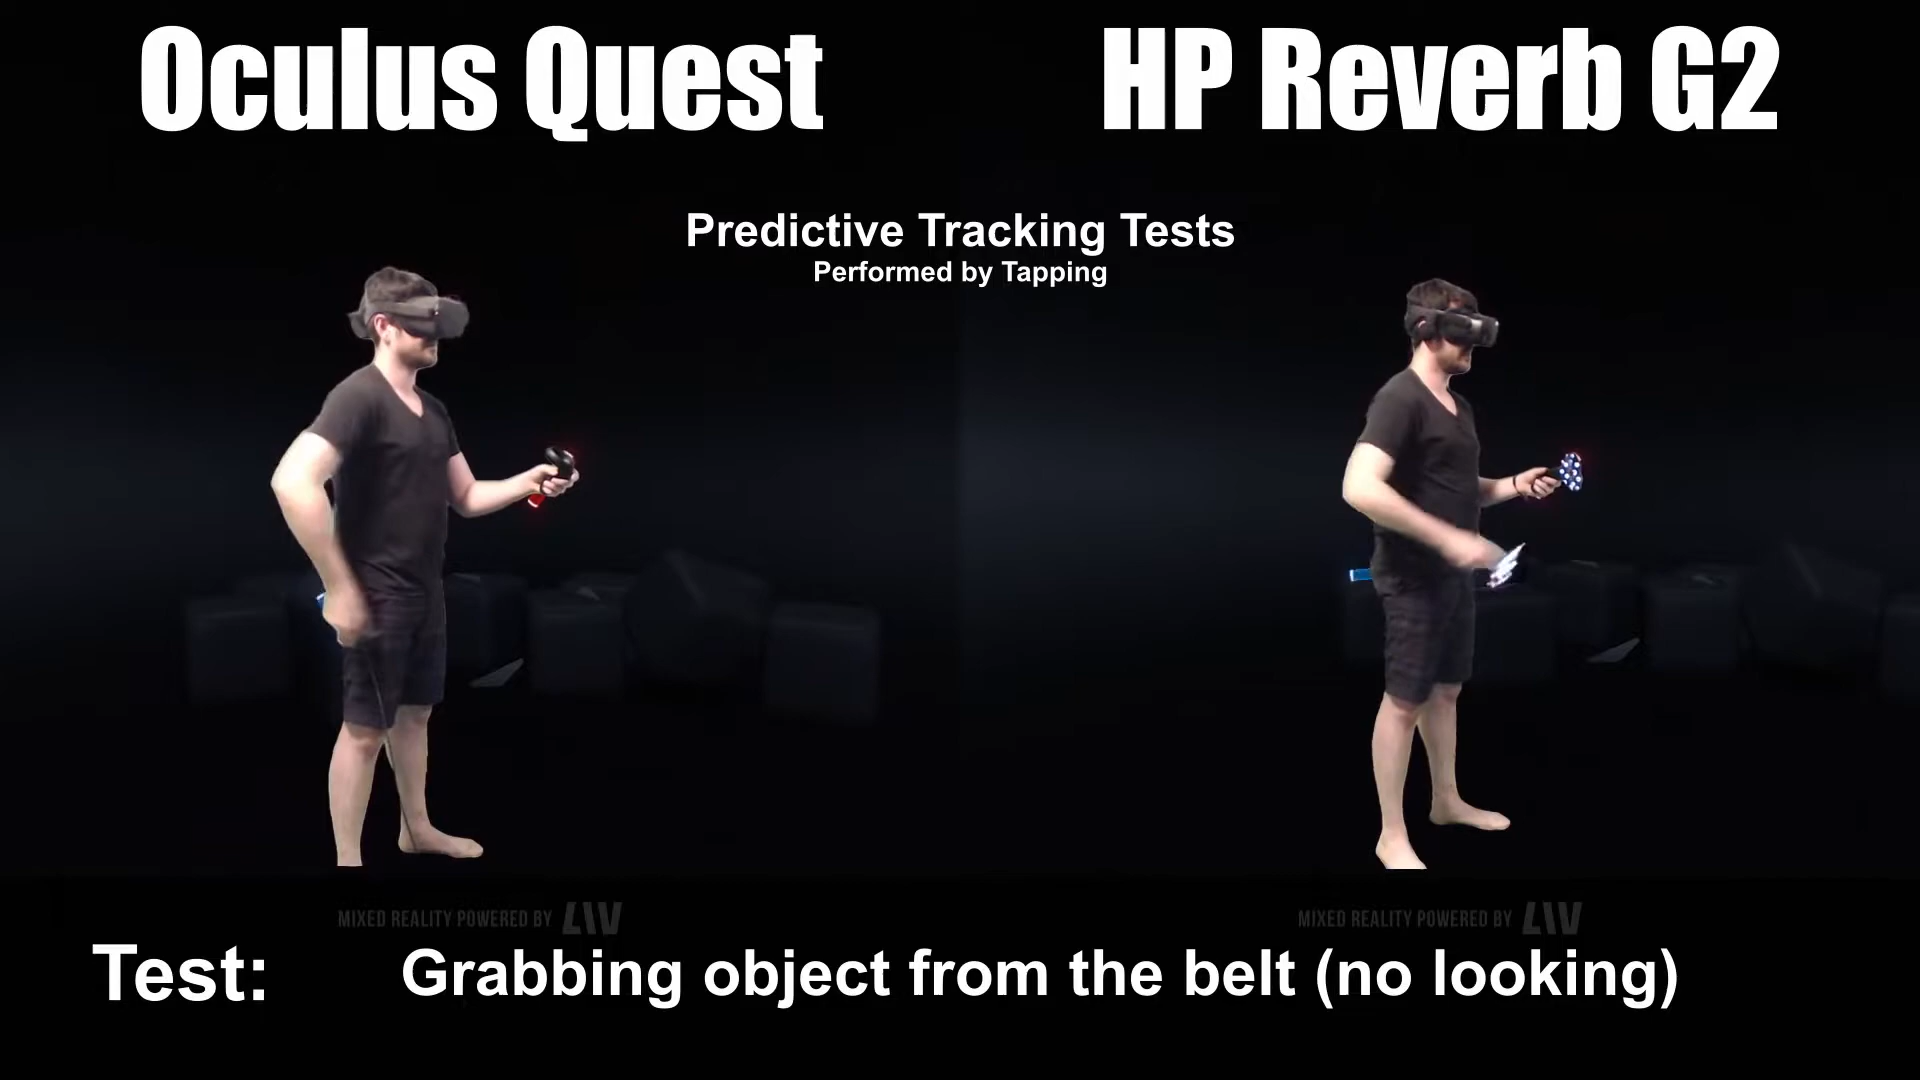 Oculus Quest
HP Reverb G2
Predictive Tracking Tests
Performed by Tapping
MIXED REALITY POWERED BY LIV
MIXED REALITY POWERED BY LIV
Test: Grabbing object from the belt (no looking)